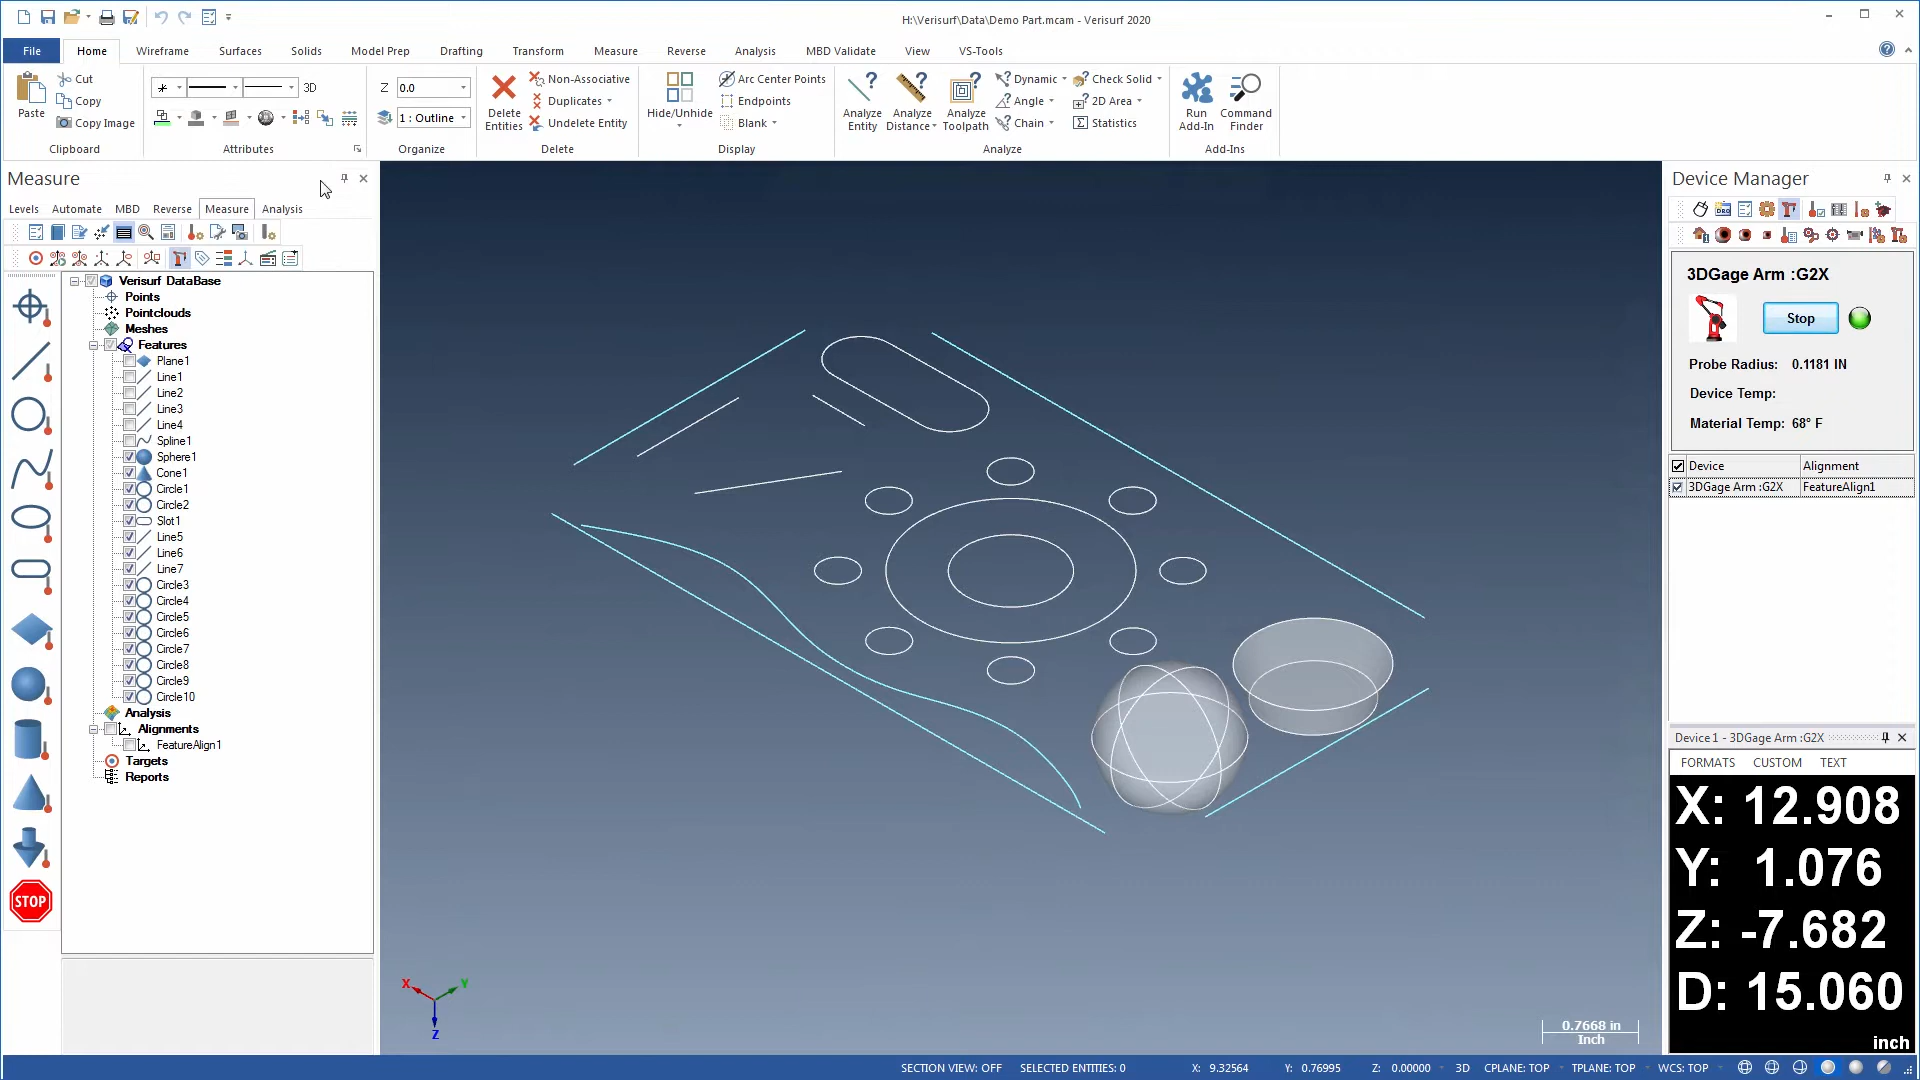 H:\Verisurf\Data\Demo Part.mcam - Verisurf 2020
File Home Wireframe Surfaces Solids Model Prep Drafting Transform Measure Reverse Analysis MBD Validate View VS-Tools
Paste
Cut
Copy
Copy Image
Clipboard
3D
Attributes
Z 0.0
1 : Outline
Organize
Delete Entities
Non-Associative
Duplicates
Undelete Entity
Delete
Hide/Unhide
Arc Center Points
Endpoints
Blank
Display
Analyze Entity
Analyze Distance
Analyze Toolpath
Dynamic
Angle
Chain
Check Solid
2D Area
Statistics
Analyze
Run Add-In
Command Finder
Add-Ins
Measure
Levels Automate MBD Reverse Measure Analysis
Verisurf DataBase
Points
Pointclouds
Meshes
Features
Plane1
Line1
Line2
Line3
Line4
Spline1
Sphere1
Cone1
Circle1
Circle2
Slot1
Line5
Line6
Line7
Circle3
Circle4
Circle5
Circle6
Circle7
Circle8
Circle9
Circle10
Analysis
Alignments
FeatureAlign1
Targets
Reports
STOP
X Y
Z
0.7668 in
Inch
Device Manager
DRO
3DGage Arm :G2X
Stop
Probe Radius: 0.1181 IN
Device Temp:
Material Temp: 68° F
Device Alignment
3DGage Arm :G2X FeatureAlign1
Device 1 - 3DGage Arm :G2X
FORMATS CUSTOM TEXT
X: 12.908
Y: 1.076
Z: -7.682
D: 15.060
inch
SECTION VIEW: OFF SELECTED ENTITIES: 0 X: 9.32564 Y: 0.76995 Z: 0.00000 3D CPLANE: TOP TPLANE: TOP WCS: TOP